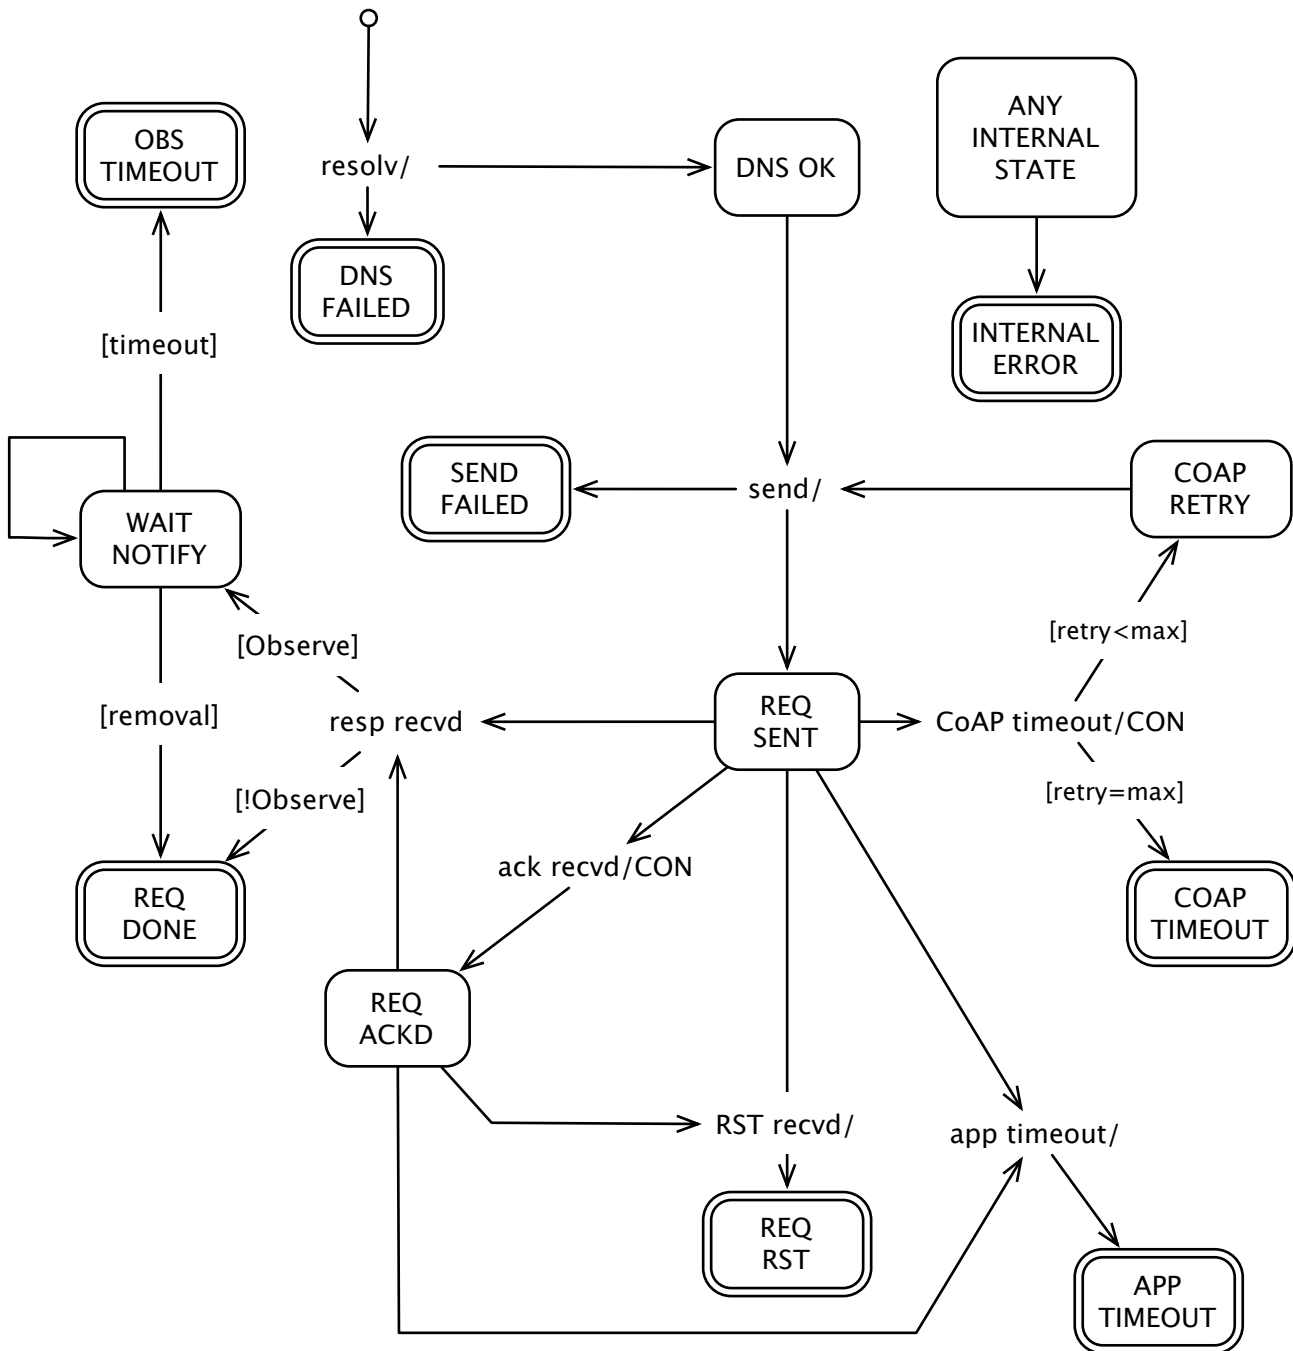 ANY
INTERNAL
STATE
OBS
TIMEOUT
resolv/
DNS OK
DNS
FAILED
INTERNAL
ERROR
[timeout]
SEND
FAILED
send/
COAP
RETRY
WAIT
NOTIFY
[Observe]
[retry<max]
[removal]
resp recvd
REQ
SENT
CoAP timeout/CON
[!Observe]
[retry=max]
ack recvd/CON
REQ
DONE
COAP
TIMEOUT
REQ
ACKD
RST recvd/
app timeout/
REQ
RST
APP
TIMEOUT